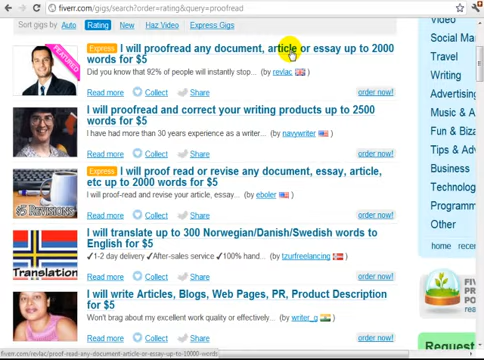 fiverr.com/gigs/search?order=rating&query=proofread
Sort gigs by Auto Rating New Haz Video Express Gigs
FEATURED
Express I will proofread any document, article or essay up to 2000
words for $5
Did you know that 92% of people will instantly stop... (by revlac )
Read more Collect Share order now!
I will proofread and correct your writing products up to 2500
words for $5
I have had more than 30 years experience as a writer... (by navywriter )
Read more Collect Share order now!
Express I will proof read or revise any document, essay, article,
etc up to 2000 words for $5
I will proof-read and revise your article, essay... (by eboler )
$5 REVISIONS
Read more Collect Share order now!
I will translate up to 300 Norwegian/Danish/Swedish words to
English for $5
✓1-2 day delivery ✓After-sales service ✓100% hand... (by tzurfreelancing )
Translation
Read more Collect Share order now!
I will write Articles, Blogs, Web Pages, PR, Product Description
for $5
Won't brag about my excellent work quality or effectively... (by writer_g )
Read more Collect Share order now!
Video
Social Mar
Travel
Writing
Advertising
Music & A
Fun & Biza
Tips & Adv
Business
Technolog
Programm
Other
home recen
Request
fiverr.com/revlac/proof-read-any-document-article-or-essay-up-to-10000-words